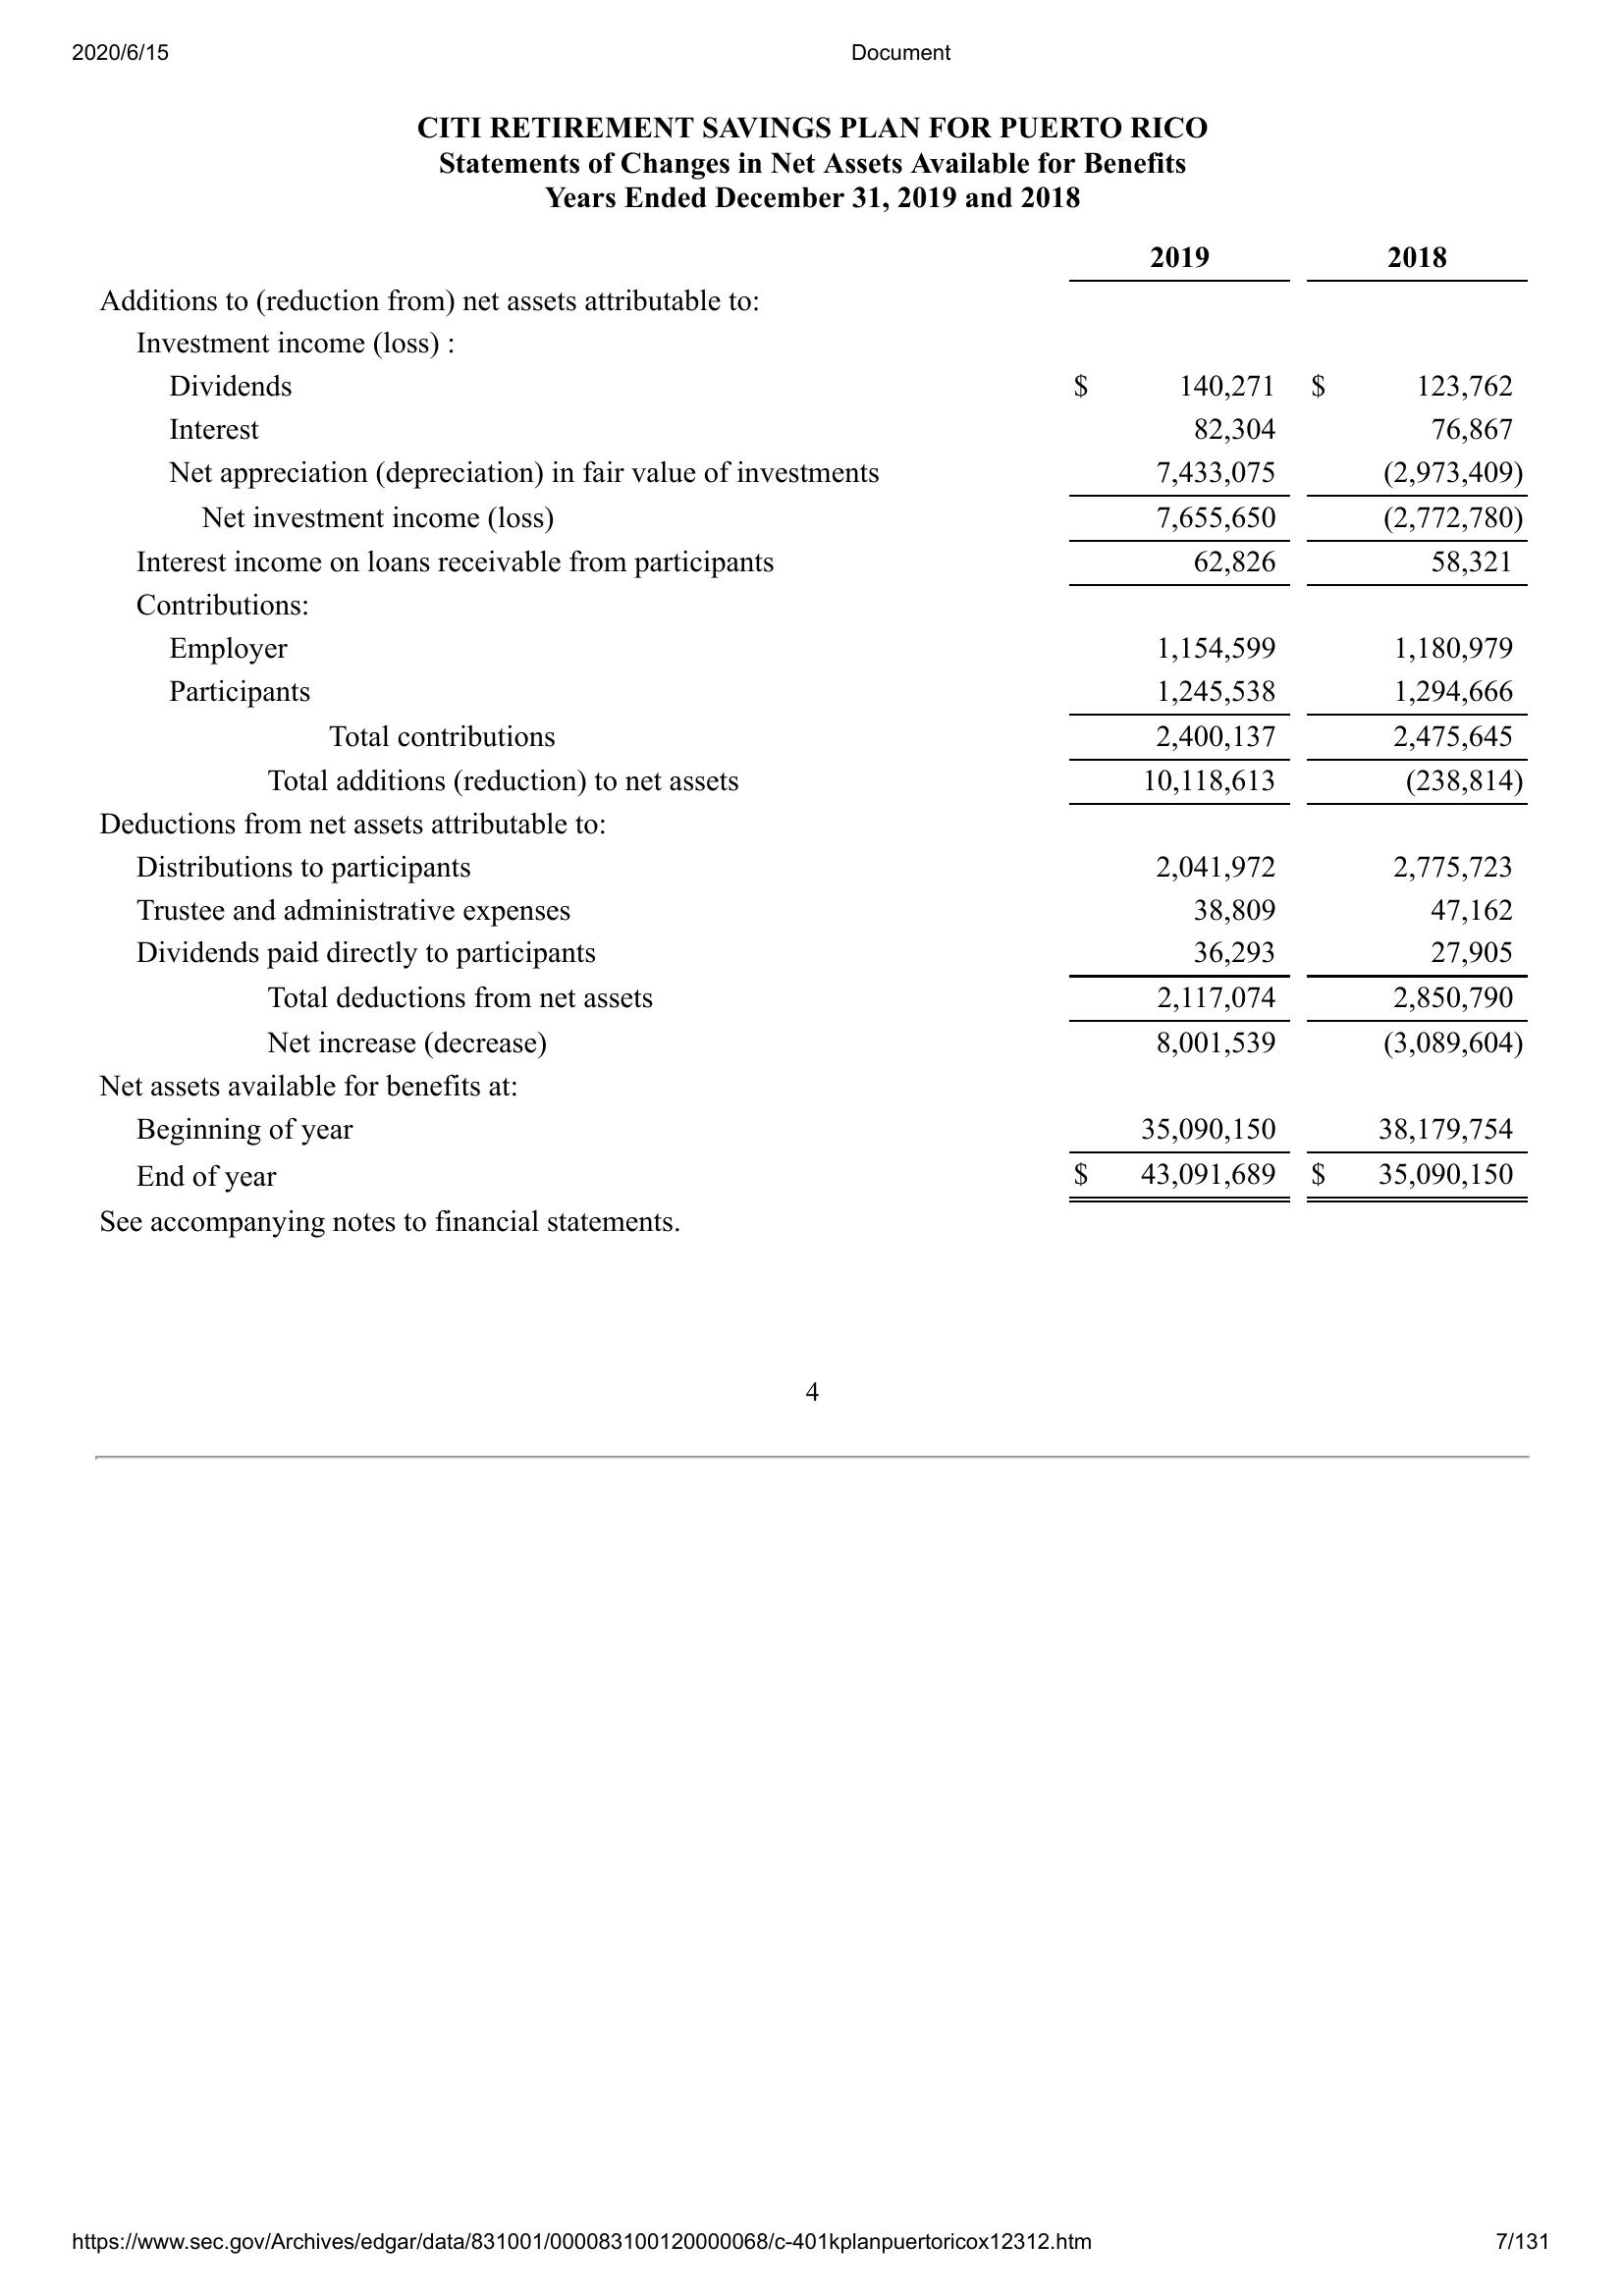 2020/6/15 Document
CITI RETIREMENT SAVINGS PLAN FOR PUERTO RICO
Statements of Changes in Net Assets Available for Benefits
Years Ended December 31, 2019 and 2018
2019 2018
Additions to (reduction from) net assets attributable to:
Investment income (loss) :
Dividends $ 140,271 $ 123,762
Interest 82,304 76,867
Net appreciation (depreciation) in fair value of investments 7,433,075 (2,973,409)
Net investment income (loss) 7,655,650 (2,772,780)
Interest income on loans receivable from participants 62,826 58,321
Contributions:
Employer 1,154,599 1,180,979
Participants 1,245,538 1,294,666
Total contributions 2,400,137 2,475,645
Total additions (reduction) to net assets 10,118,613 (238,814)
Deductions from net assets attributable to:
Distributions to participants 2,041,972 2,775,723
Trustee and administrative expenses 38,809 47,162
Dividends paid directly to participants 36,293 27,905
Total deductions from net assets 2,117,074 2,850,790
Net increase (decrease) 8,001,539 (3,089,604)
Net assets available for benefits at:
Beginning of year 35,090,150 38,179,754
End of year $ 43,091,689 $ 35,090,150
See accompanying notes to financial statements.
4
https://www.sec.gov/Archives/edgar/data/831001/000083100120000068/c-401kplanpuertoricox12312.htm 7/131